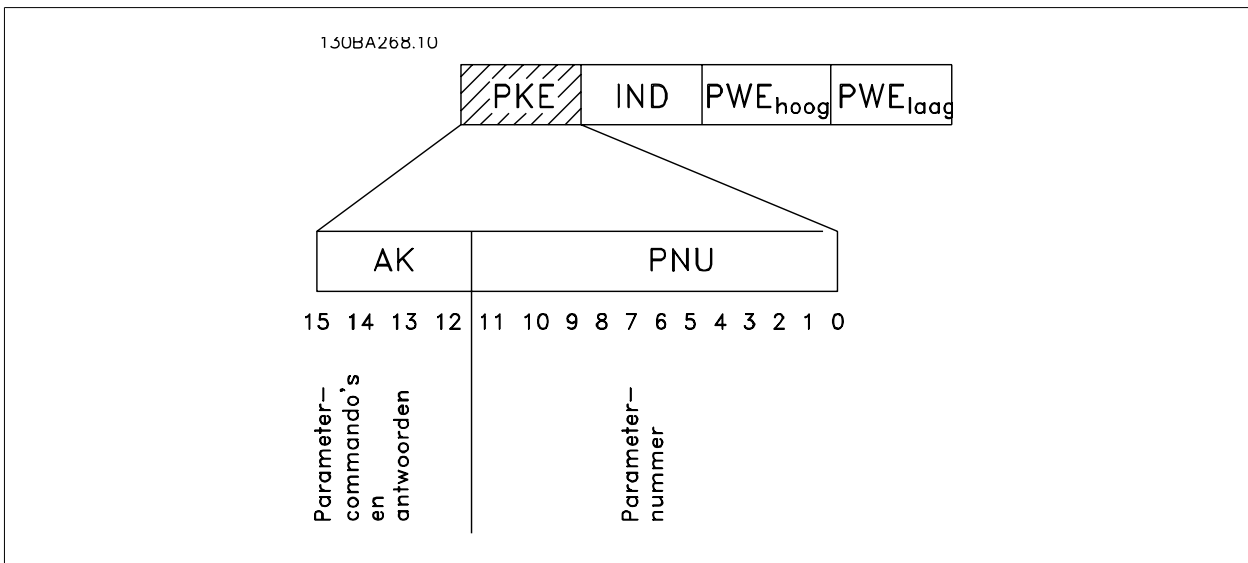 130BA268.10
PKE IND PWEhoog PWElaag
AK PNU
15 14 13 12 11 10 9 8 7 6 5 4 3 2 1 0
Parameter-
commando's
en
antwoorden
Parameter-
nummer